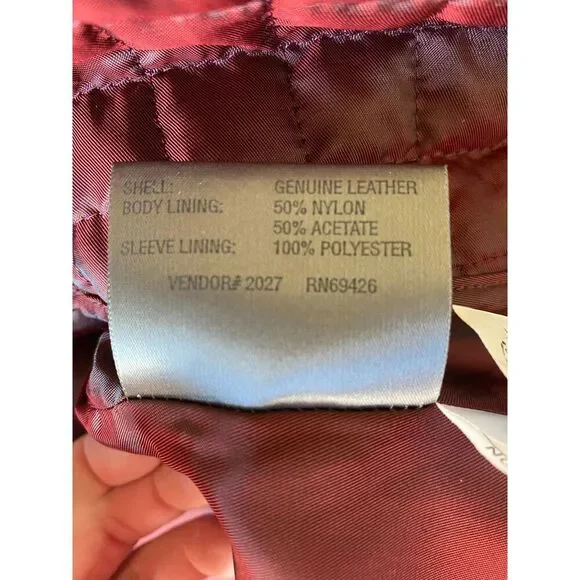 SHELL: GENUINE LEATHER
BODY LINING: 50% NYLON
50% ACETATE
SLEEVE LINING: 100% POLYESTER
VENDOR# 2027 RN69426